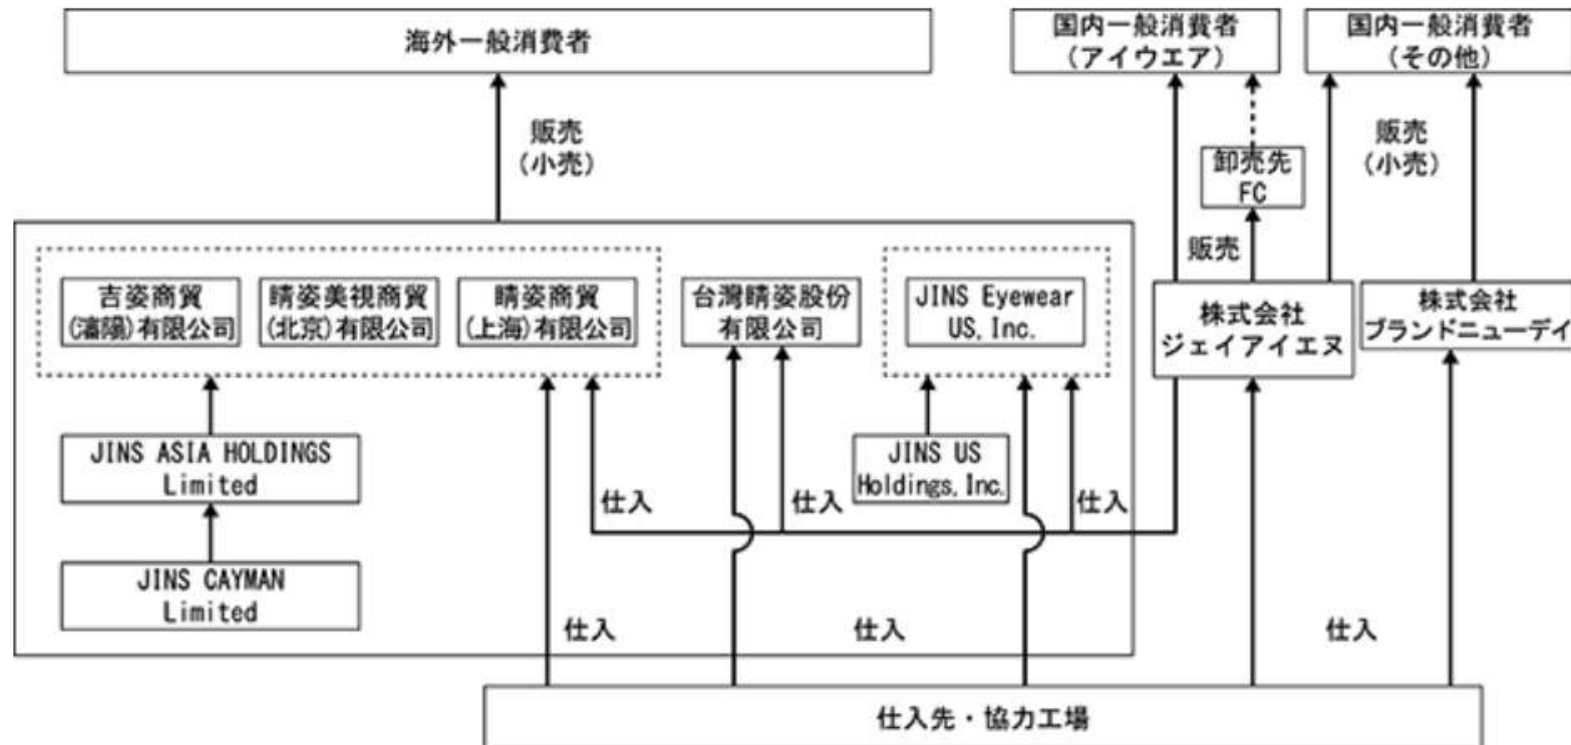 海外一般消費者
国内一般消費者
(アイウエア)
国内一般消費者
(その他)
販売
(小売)
卸売先
FC
販売
(小売)
販売
吉姿商貿
(瀋陽)有限公司
睛姿美視商貿
(北京)有限公司
睛姿商貿
(上海)有限公司
台灣睛姿股份
有限公司
JINS Eyewear
US,Inc.
株式会社
ジェイアイエヌ
株式会社
ブランドニューデイ
JINS ASIA HOLDINGS
Limited
JINS US
Holdings,Inc.
仕入
仕入
仕入
JINS CAYMAN
Limited
仕入
仕入
仕入
仕入先・協力工場